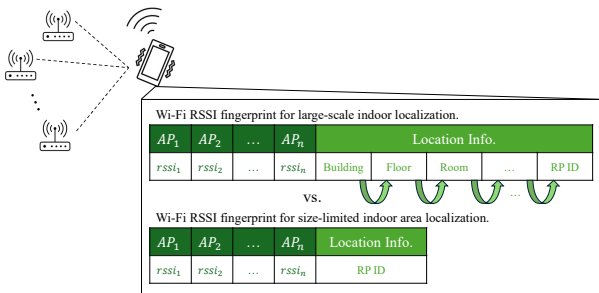 Wi-Fi RSSI fingerprint for large-scale indoor localization.
AP₁ AP₂ … APₙ Location Info.
rssi₁ rssi₂ … rssiₙ Building Floor Room … RP ID
…
vs.
Wi-Fi RSSI fingerprint for size-limited indoor area localization.
AP₁ AP₂ … APₙ Location Info.
rssi₁ rssi₂ … rssiₙ RP ID